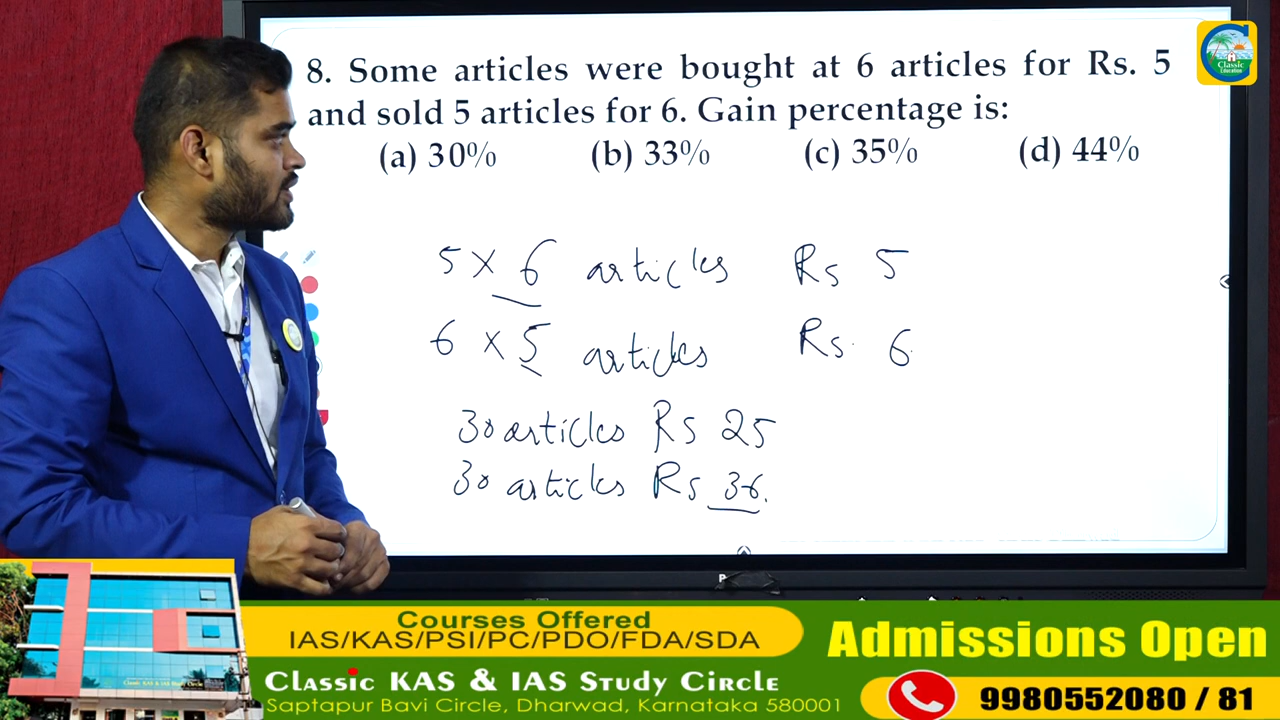 8. Some articles were bought at 6 articles for Rs. 5
and sold 5 articles for 6. Gain percentage is:
(a) 30% (b) 33% (c) 35% (d) 44%
Classic
Education
5 × 6 articles Rs 5
6 × 5 articles Rs. 6.
30 articles Rs 25
30 articles Rs 36.
Courses Offered
IAS/KAS/PSI/PC/PDO/FDA/SDA
Classic KAS & IAS Study Circle
Saptapur Bavi Circle, Dharwad, Karnataka 580001
Admissions Open
9980552080 / 81